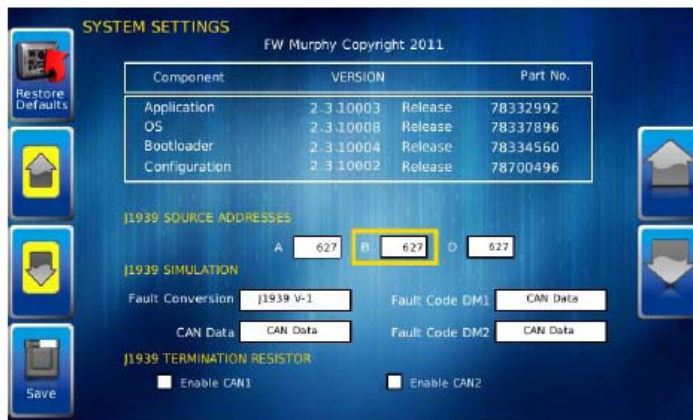 SYSTEM SETTINGS
FW Murphy Copyright 2011
Component VERSION Part No.
Application 2.3.10003 Release 78332992
OS 2.3.10008 Release 78337896
Bootloader 2.3.10004 Release 78334560
Configuration 2.3.10002 Release 78700496
Restore
Defaults
J1939 SOURCE ADDRESSES
A 627 B 627 D 627
J1939 SIMULATION
Fault Conversion J1939 V-1 Fault Code DM1 CAN Data
CAN Data CAN Data Fault Code DM2 CAN Data
J1939 TERMINATION RESISTOR
Enable CAN1 Enable CAN2
Save